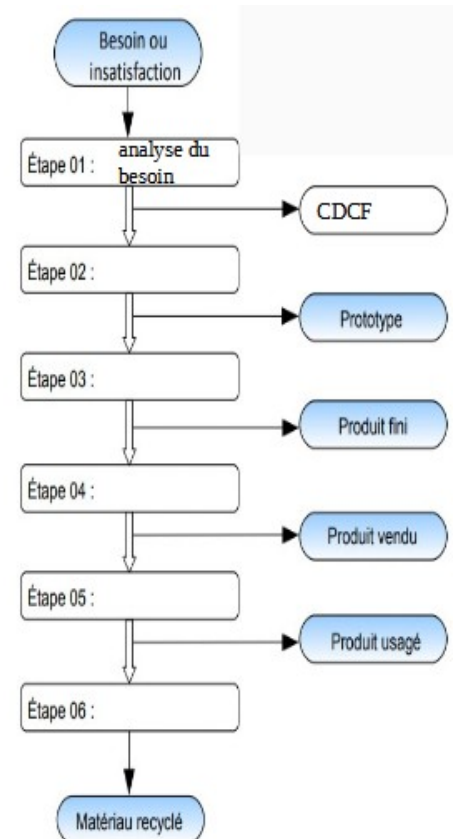 Besoin ou
insatisfaction
Étape 01 : analyse du
besoin
CDCF
Étape 02 :
Prototype
Étape 03 :
Produit fini
Étape 04 :
Produit vendu
Étape 05 :
Produit usagé
Étape 06 :
Matériau recyclé